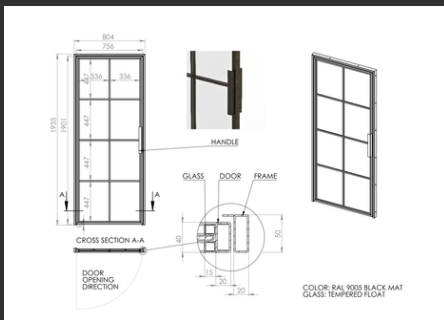 804
756
336
336
447
1935
1901
447
HANDLE
447
GLASS
DOOR
FRAME
A
A
447
CROSS SECTION A-A
40
50
DOOR
OPENING
DIRECTION
15
20
20
COLOR: RAL 9005 BLACK MAT
GLASS: TEMPERED FLOAT